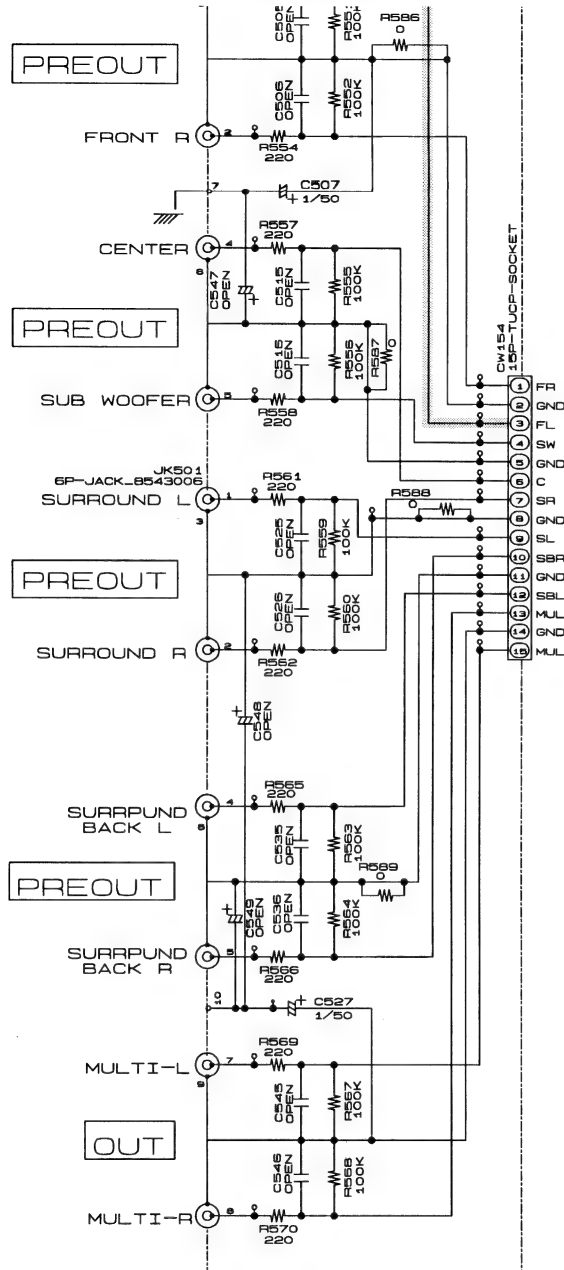 R586
0
C505
OPEN
R55
100K
PREOUT
C506
OPEN
R552
100K
FRONT R
2
R554
220
7
C507
+
1/50
R557
220
CENTER
4
6
C547
OPEN
+
C515
OPEN
R555
100K
PREOUT
C516
OPEN
R556
100K
R587
0
SUB WOOFER
5
R558
220
CW154
15P-TUCP-SOCKET
1 FR
2 GND
3 FL
4 SW
5 GND
6 C
7 SR
8 GND
9 SL
10 SBR
11 GND
12 SBL
13 MUL
14 GND
15 MUL
JK501
6P-JACK_8543006
SURROUND L
1
3
R561
220
R588
0
C525
OPEN
R559
100K
PREOUT
C526
OPEN
R560
100K
SURROUND R
2
R562
220
+
C548
OPEN
R565
220
SURRPUND
BACK L
4
6
C535
OPEN
R563
100K
R589
0
PREOUT
C549
OPEN
+
C536
OPEN
R564
100K
SURRPUND
BACK R
5
R566
220
10
+
C527
1/50
R569
220
MULTI-L
7
9
C545
OPEN
R567
100K
OUT
C546
OPEN
R568
100K
MULTI-R
8
R570
220